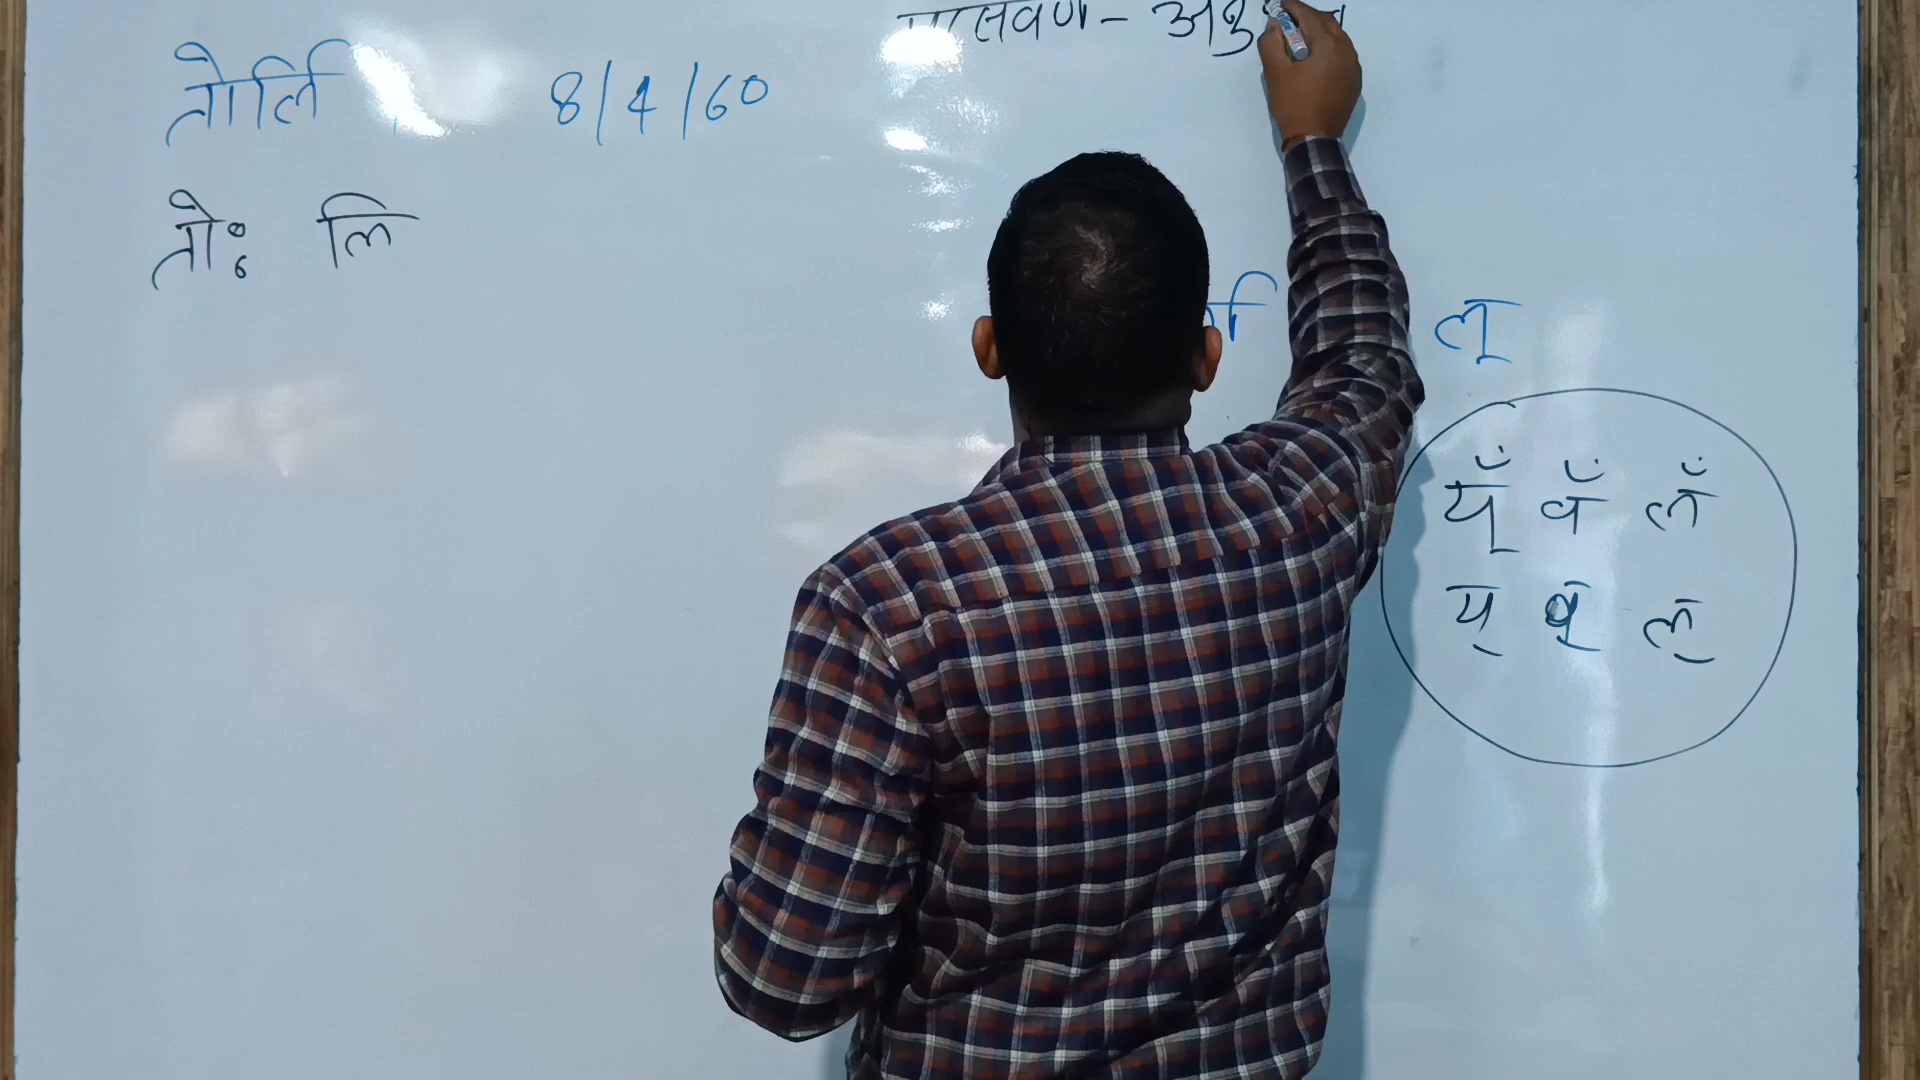 तोर्लि 8/4/60
तोः लि
ल्
यँ् वँ लँ
य् व् ल्